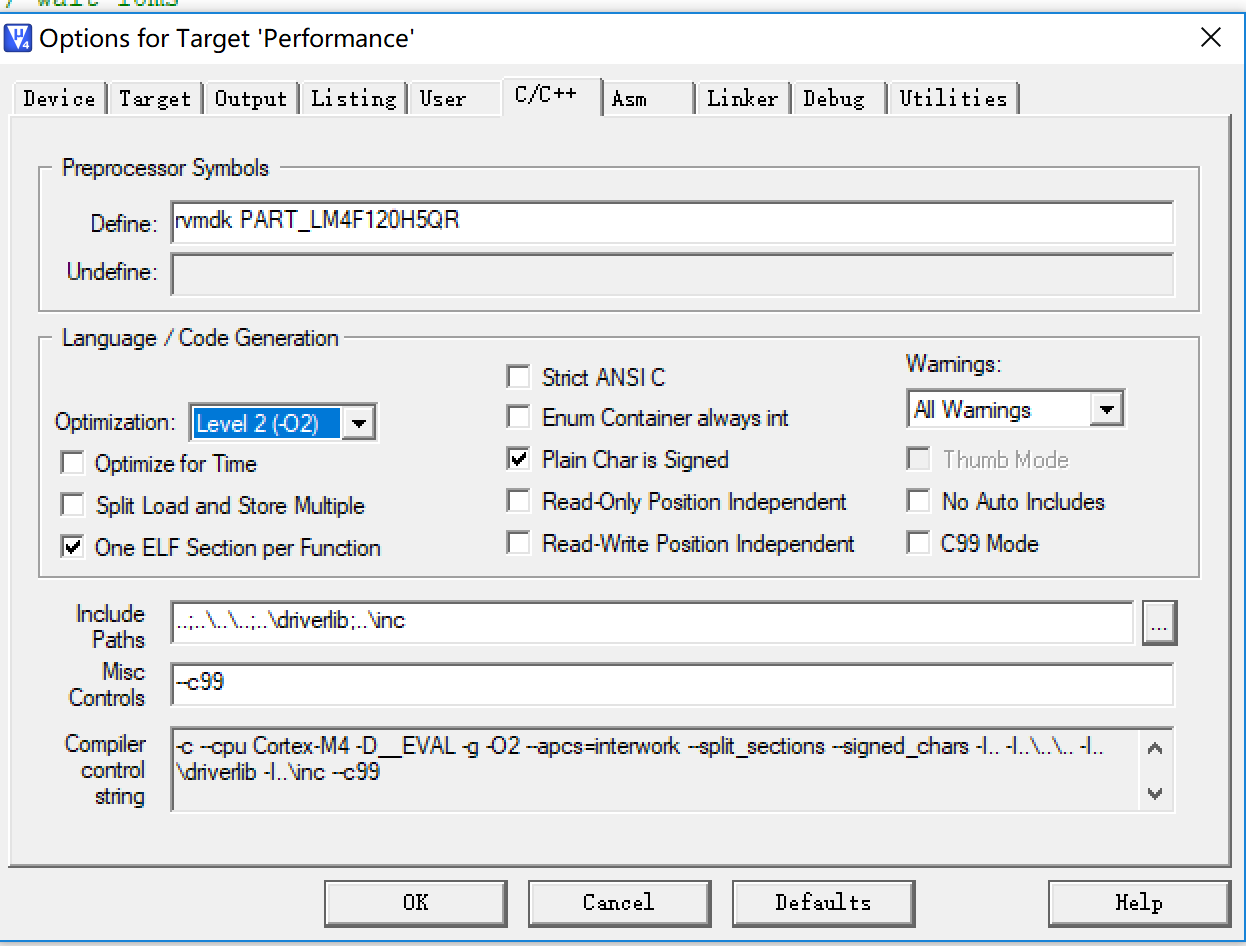 / wait 10ms
Options for Target 'Performance'
Device Target Output Listing User C/C++ Asm Linker Debug Utilities
Preprocessor Symbols
Define: rvmdk PART_LM4F120H5QR
Undefine:
Language / Code Generation
Strict ANSI C
Warnings:
Optimization: Level 2 (-O2)
Enum Container always int
All Warnings
Optimize for Time
Plain Char is Signed
Thumb Mode
Split Load and Store Multiple
Read-Only Position Independent
No Auto Includes
One ELF Section per Function
Read-Write Position Independent
C99 Mode
Include
Paths
..;..\..\..;..\driverlib;..\inc
...
Misc
Controls
--c99
Compiler
control
string
-c --cpu Cortex-M4 -D__EVAL -g -O2 --apcs=interwork --split_sections --signed_chars -I.. -I..\..\.. -I..
\driverlib -I..\inc --c99
OK Cancel Defaults Help